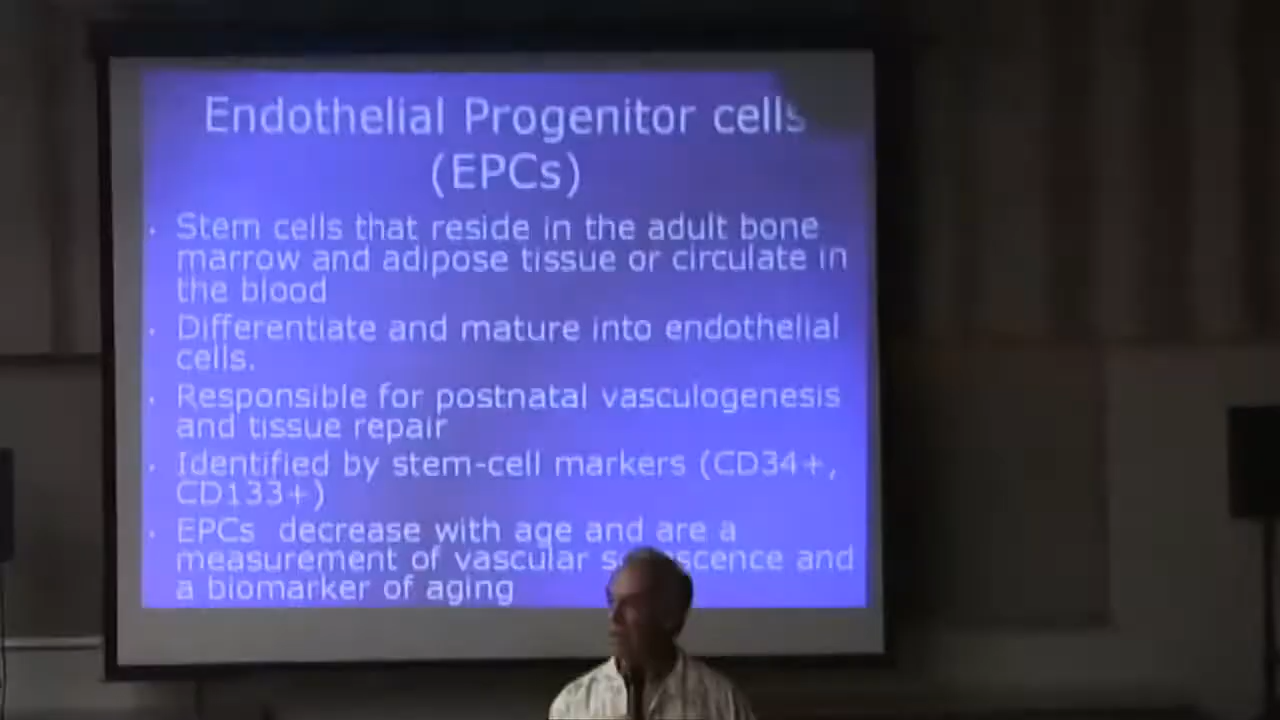 Endothelial Progenitor cells
(EPCs)
• Stem cells that reside in the adult bone
marrow and adipose tissue or circulate in
the blood
• Differentiate and mature into endothelial
cells.
• Responsible for postnatal vasculogenesis
and tissue repair
• Identified by stem-cell markers (CD34+,
CD133+)
• EPCs decrease with age and are a
measurement of vascular and
a biomarker of aging